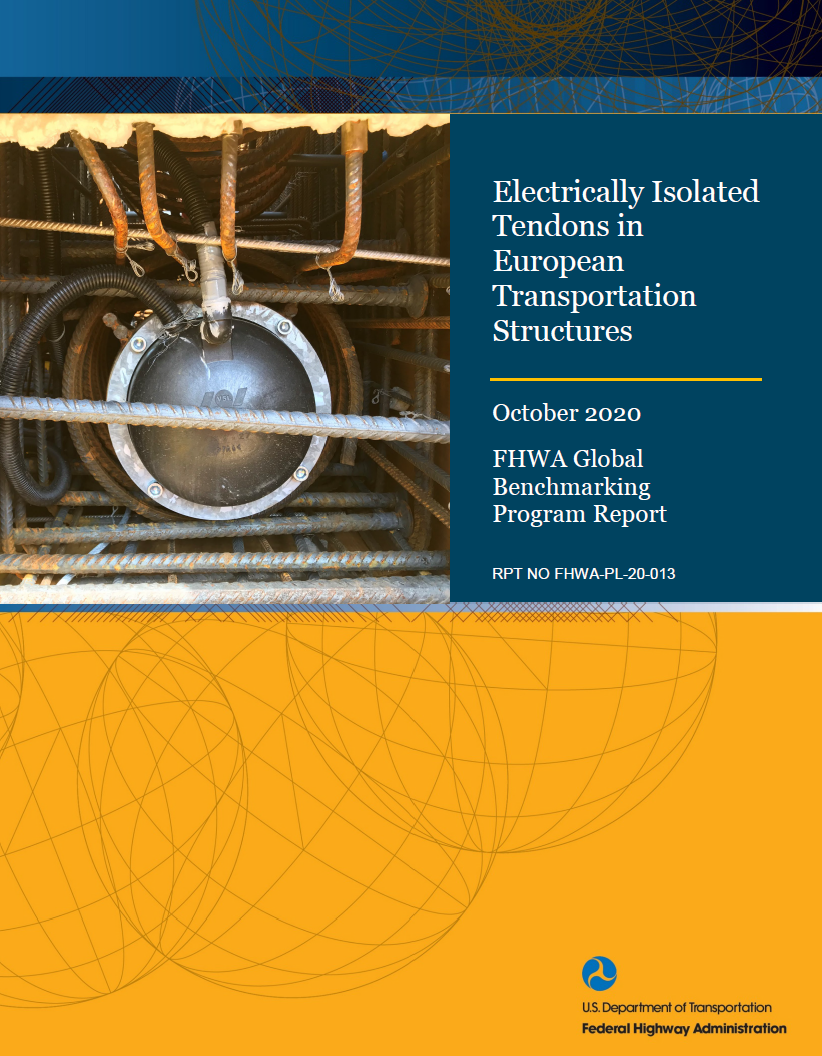 Electrically Isolated
Tendons in
European
Transportation
Structures
October 2020
FHWA Global
Benchmarking
Program Report
RPT NO FHWA-PL-20-013
VSL
U.S. Department of Transportation
Federal Highway Administration